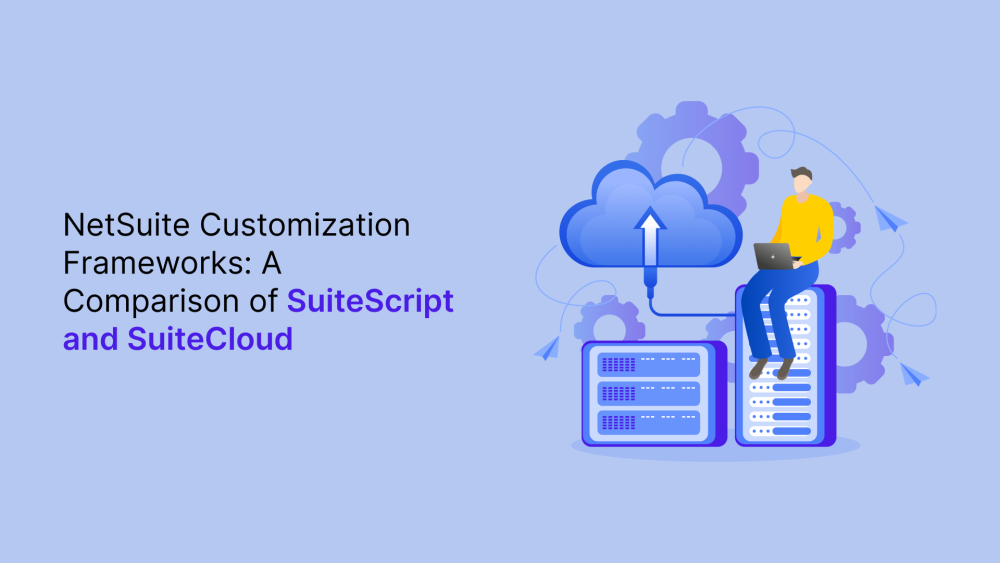 NetSuite Customization
Frameworks: A
Comparison of SuiteScript
and SuiteCloud